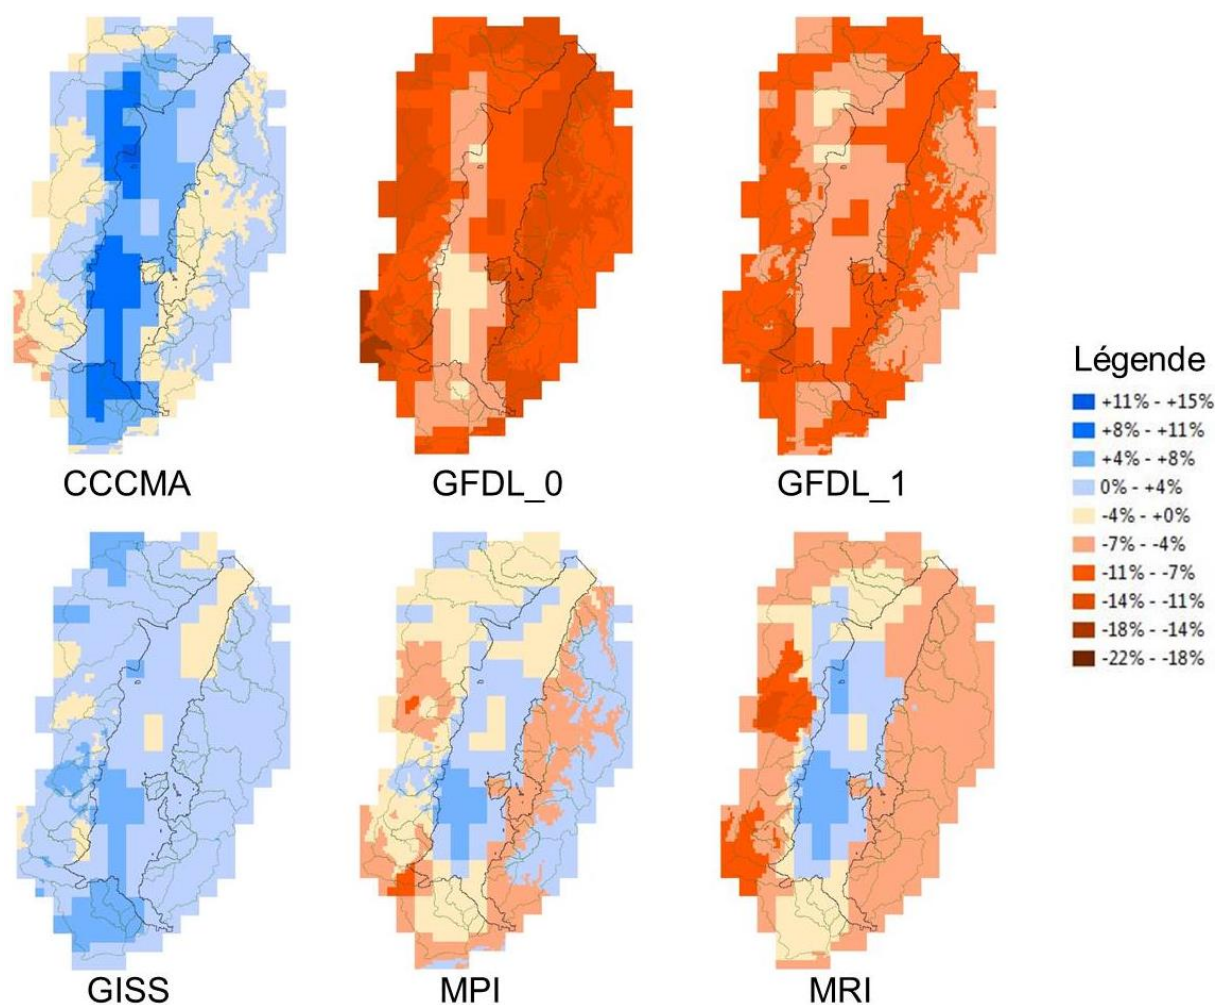 CCCMA
GFDL_0
GFDL_1
Légende
+11% - +15%
+8% - +11%
+4% - +8%
0% - +4%
-4% - +0%
-7% - -4%
-11% - -7%
-14% - -11%
-18% - -14%
-22% - -18%
GISS
MPI
MRI